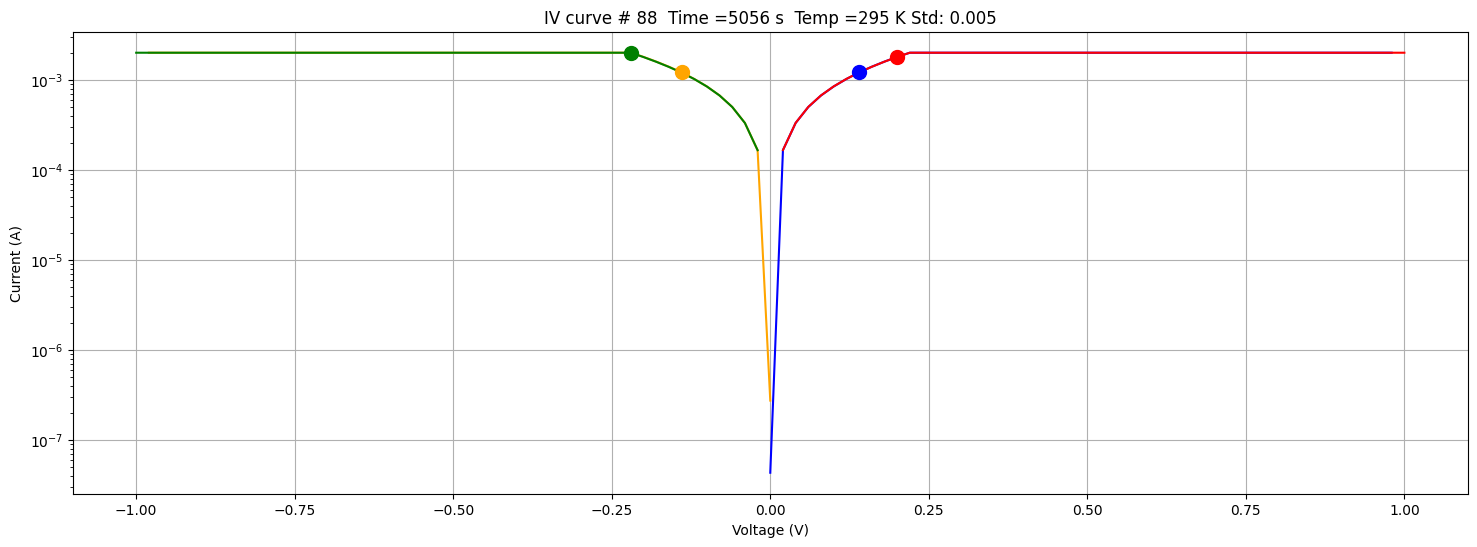 IV curve # 88  Time =5056 s  Temp =295 K Std: 0.005
10⁻³
10⁻⁴
10⁻⁵
10⁻⁶
10⁻⁷
Current (A)
−1.00 −0.75 −0.50 −0.25 0.00 0.25 0.50 0.75 1.00
Voltage (V)